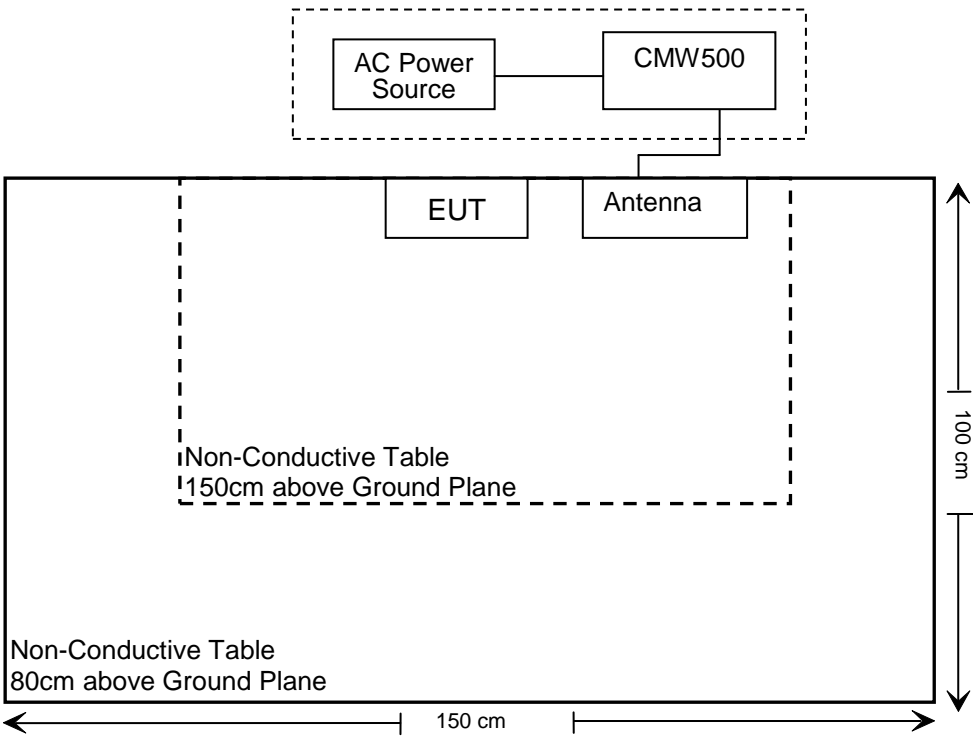 AC Power
Source
CMW500
EUT
Antenna
Non-Conductive Table
150cm above Ground Plane
100 cm
Non-Conductive Table
80cm above Ground Plane
150 cm